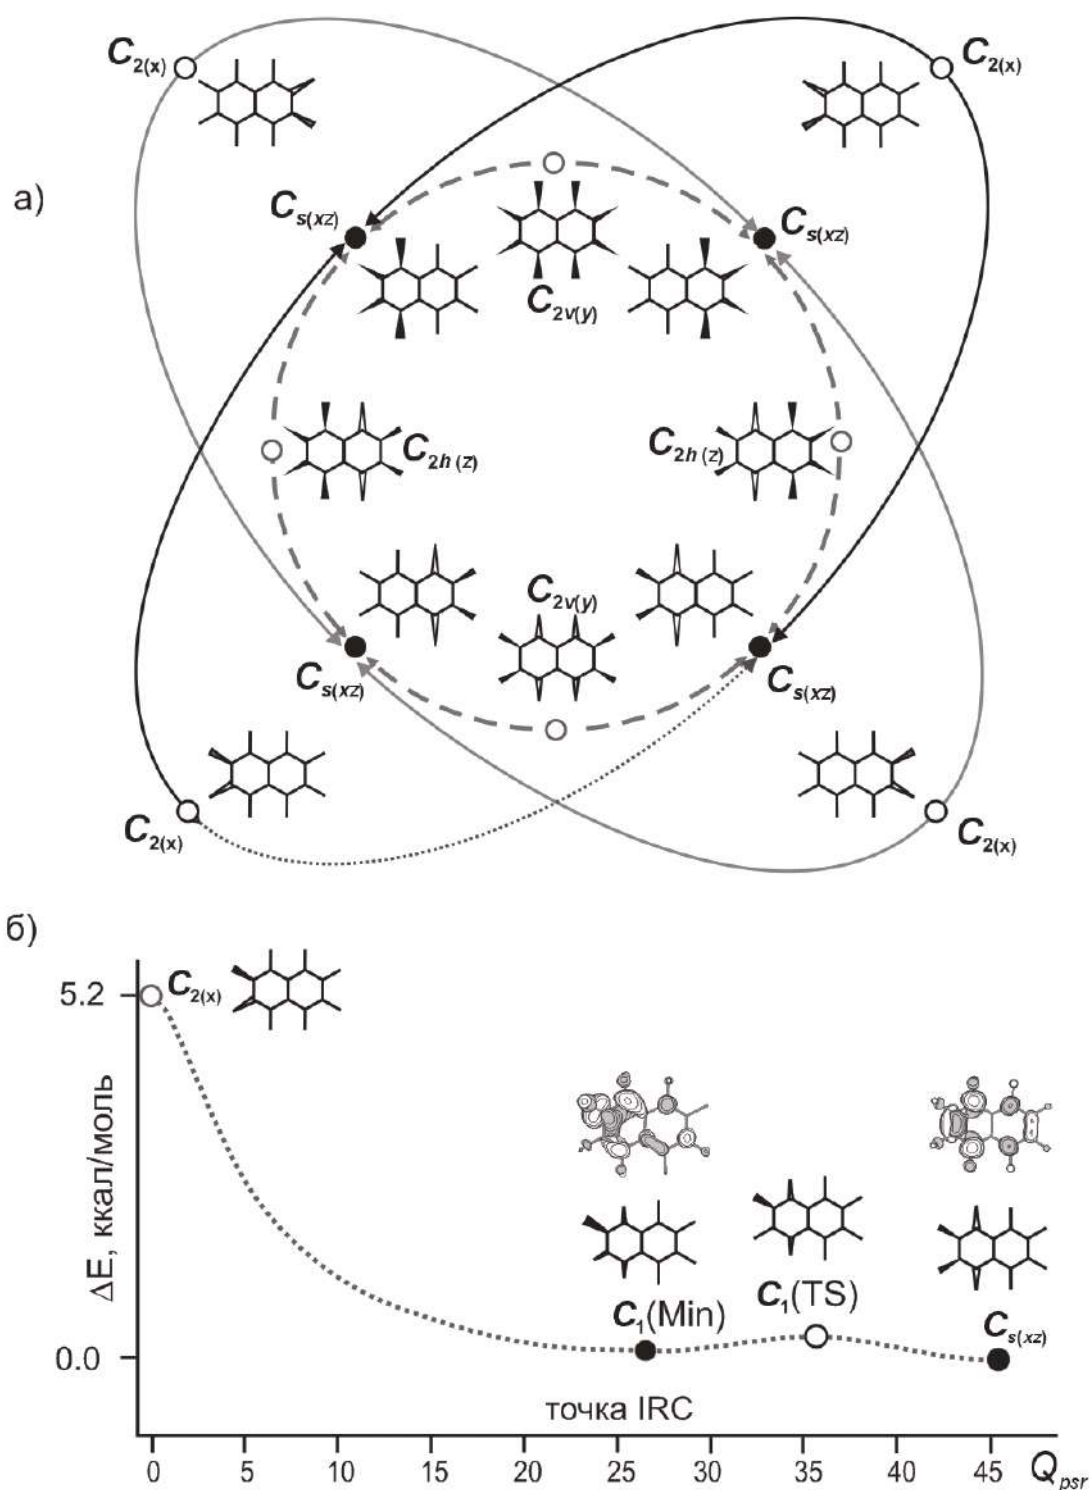 а)
C2(x) C2(x)
Cs(xz) Cs(xz)
C2v(y)
C2h (z) C2h (z)
C2v(y)
Cs(xz) Cs(xz)
C2(x) C2(x)
б)
ΔE, ккал/моль
5.2 C2(x)
C1(Min) C1(TS) Cs(xz)
0.0
точка IRC
0 5 10 15 20 25 30 35 40 45 Qpsr